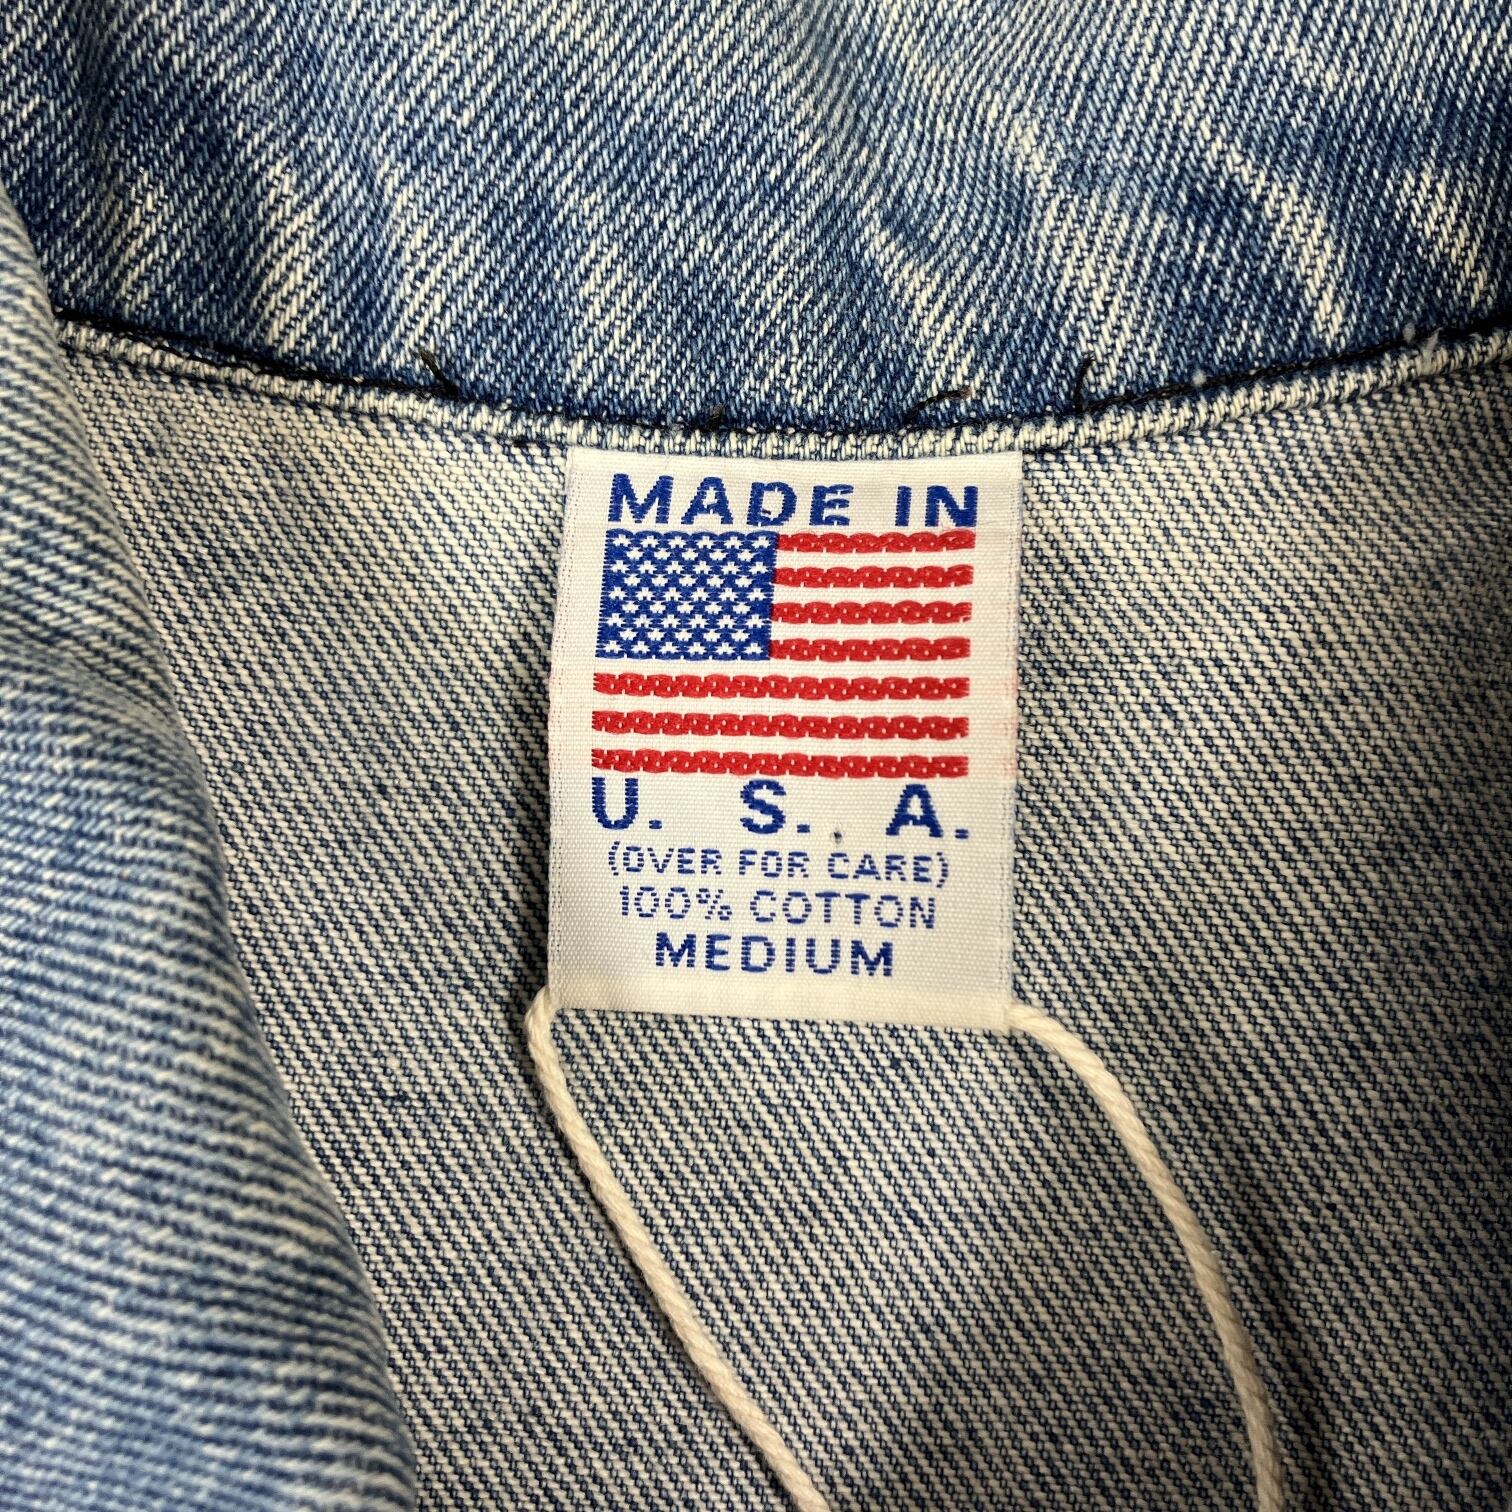 MADE IN
U. S. A.
(OVER FOR CARE)
100% COTTON
MEDIUM